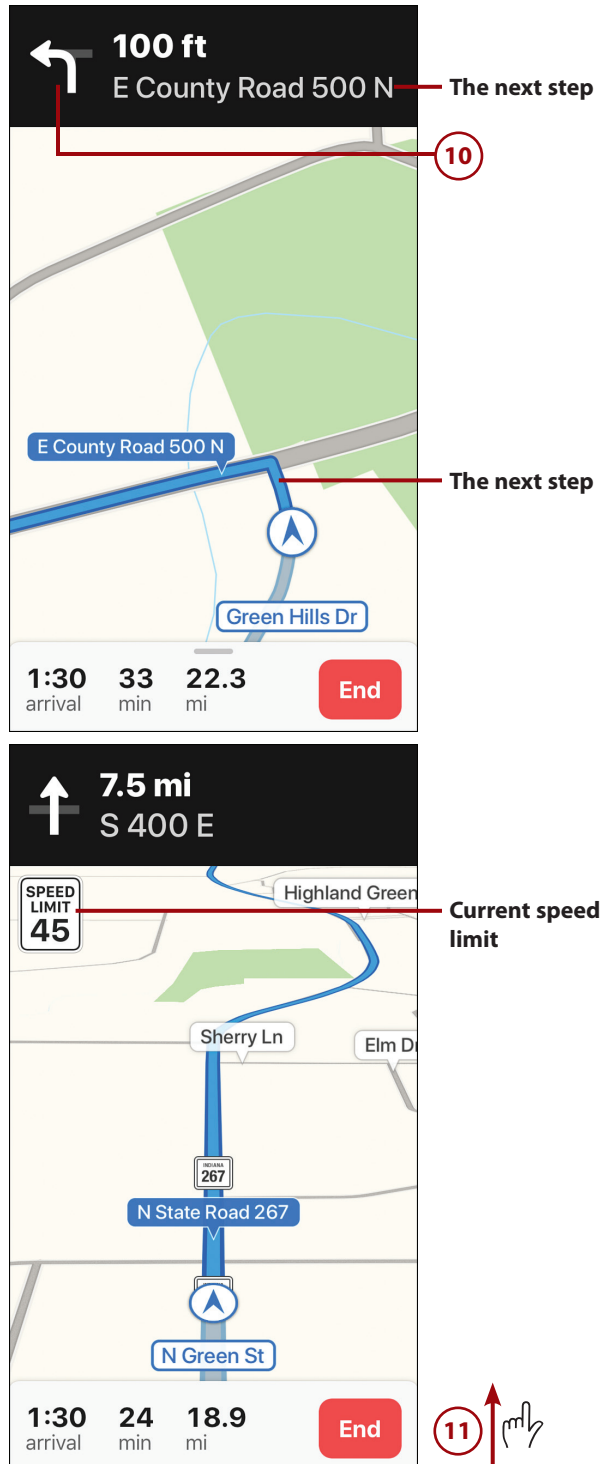 100 ft
E County Road 500 N
The next step
10
E County Road 500 N
The next step
Green Hills Dr
1:30 33 22.3
arrival min mi
End
7.5 mi
S 400 E
SPEED
LIMIT
45
Highland Green
Current speed
limit
Sherry Ln
Elm Dr
INDIANA
267
N State Road 267
N Green St
1:30 24 18.9
arrival min mi
End
11